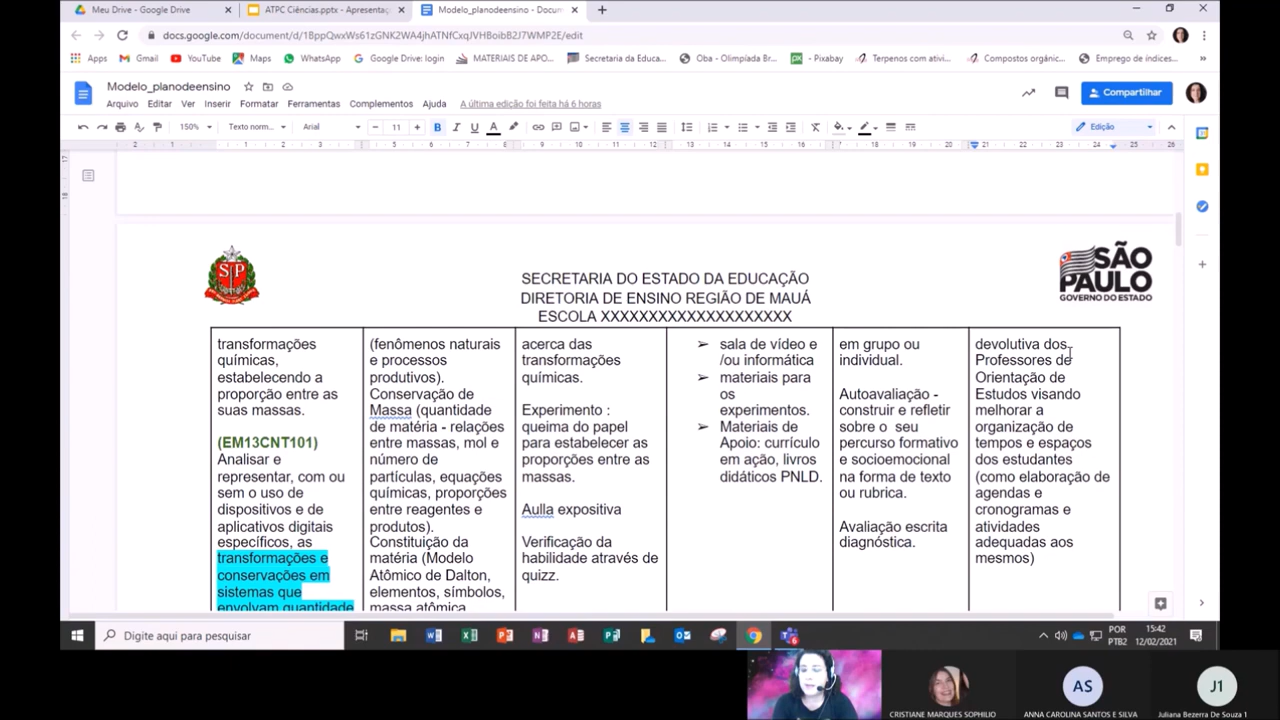 Meu Drive - Google Drive
ATPC Ciências.pptx - Apresentaç
Modelo_planodeensino - Docum
docs.google.com/document/d/1BppQwxWs61zGNK2WA4jhATNfCxqJVHBoibB2J7WMP2E/edit
Apps
Gmail
YouTube
Maps
WhatsApp
Google Drive: login
MATERIAIS DE APO...
Secretaria da Educa...
Oba - Olimpíada Br...
- Pixabay
Terpenos com ativi...
Compostos orgânic...
Emprego de índices...
Modelo_planodeensino
Arquivo Editar Ver Inserir Formatar Ferramentas Complementos Ajuda
A última edição foi feita há 6 horas
Compartilhar
150% Texto norm... Arial 11
Edição
SECRETARIA DO ESTADO DA EDUCAÇÃO
DIRETORIA DE ENSINO REGIÃO DE MAUÁ
ESCOLA XXXXXXXXXXXXXXXXXXXX
SP
SÃO
PAULO
GOVERNO DO ESTADO
transformações
químicas,
estabelecendo a
proporção entre as
suas massas.
(EM13CNT101)
Analisar e
representar, com ou
sem o uso de
dispositivos e de
aplicativos digitais
específicos, as
transformações e
conservações em
sistemas que
envolvam quantidade
(fenômenos naturais
e processos
produtivos).
Conservação de
Massa (quantidade
de matéria - relações
entre massas, mol e
número de
partículas, equações
químicas, proporções
entre reagentes e
produtos).
Constituição da
matéria (Modelo
Atômico de Dalton,
elementos, símbolos,
massa atômica
acerca das
transformações
químicas.
Experimento :
queima do papel
para estabelecer as
proporções entre as
massas.
Aulla expositiva
Verificação da
habilidade através de
quizz.
➢ sala de vídeo e
/ou informática
➢ materiais para
os
experimentos.
➢ Materiais de
Apoio: currículo
em ação, livros
didáticos PNLD.
em grupo ou
individual.
Autoavaliação -
construir e refletir
sobre o seu
percurso formativo
e socioemocional
na forma de texto
ou rubrica.
Avaliação escrita
diagnóstica.
devolutiva dos
Professores de
Orientação de
Estudos visando
melhorar a
organização de
tempos e espaços
dos estudantes
(como elaboração de
agendas e
cronogramas e
atividades
adequadas aos
mesmos)
Digite aqui para pesquisar
POR
PTB2
15:42
12/02/2021
CRISTIANE MARQUES SOPHILIO
AS
ANNA CAROLINA SANTOS E SILVA
J1
Juliana Bezerra De Souza 1